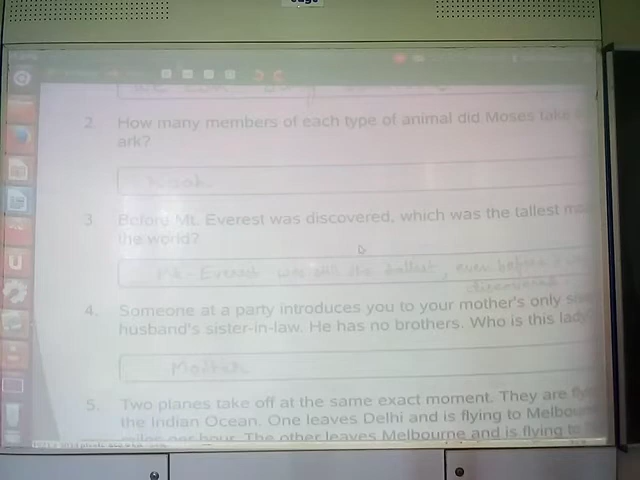 2. How many members of each type of animal did Moses take
ark?
Noah
3 Before Mt. Everest was discovered, which was the tallest
the world?
Mt. Everest was still the tallest, even before
discovered
4. Someone at a party introduces you to your mother's only
husband's sister-in-law. He has no brothers. Who is this lady
Mother
5. Two planes take off at the same exact moment. They are
the Indian Ocean. One leaves Delhi and is flying to
miles per hour. The other leaves Melbourne and is flying to